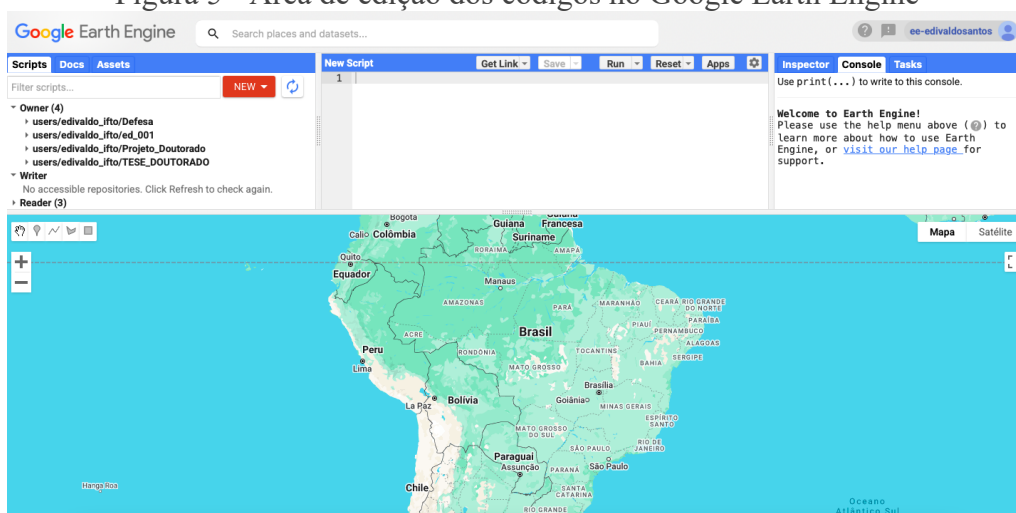 Figura 5 - Área de edição dos códigos no Google Earth Engine
Google Earth Engine
Search places and datasets...
ee-edivaldosantos
Scripts Docs Assets
Filter scripts...
NEW
Owner (4)
users/edivaldo_ifto/Defesa
users/edivaldo_ifto/ed_001
users/edivaldo_ifto/Projeto_Doutorado
users/edivaldo_ifto/TESE_DOUTORADO
Writer
No accessible repositories. Click Refresh to check again.
Reader (3)
New Script
Get Link Save Run Reset Apps
1
Inspector Console Tasks
Use print(...) to write to this console.
Welcome to Earth Engine!
Please use the help menu above ( ) to
learn more about how to use Earth
Engine, or visit our help page for
support.
Mapa Satélite
Bogotá
Cali
Colômbia
Guiana
Guiana
Francesa
Suriname
RORAIMA
AMAPÁ
Quito
Equador
Manaus
AMAZONAS
PARÁ
MARANHÃO
CEARÁ
RIO GRANDE
DO NORTE
PARAÍBA
PIAUÍ
PERNAMBUCO
ACRE
Brasil
ALAGOAS
Peru
RONDÔNIA
TOCANTINS
SERGIPE
Lima
MATO GROSSO
BAHIA
Brasília
La Paz
Bolívia
Goiânia
MINAS GERAIS
ESPÍRITO
SANTO
MATO GROSSO
DO SUL
RIO DE
JANEIRO
SÃO PAULO
Paraguai
Assunção
PARANÁ
São Paulo
Hanga Roa
Chile
SANTA
CATARINA
Oceano
Atlântico Sul
RIO GRANDE